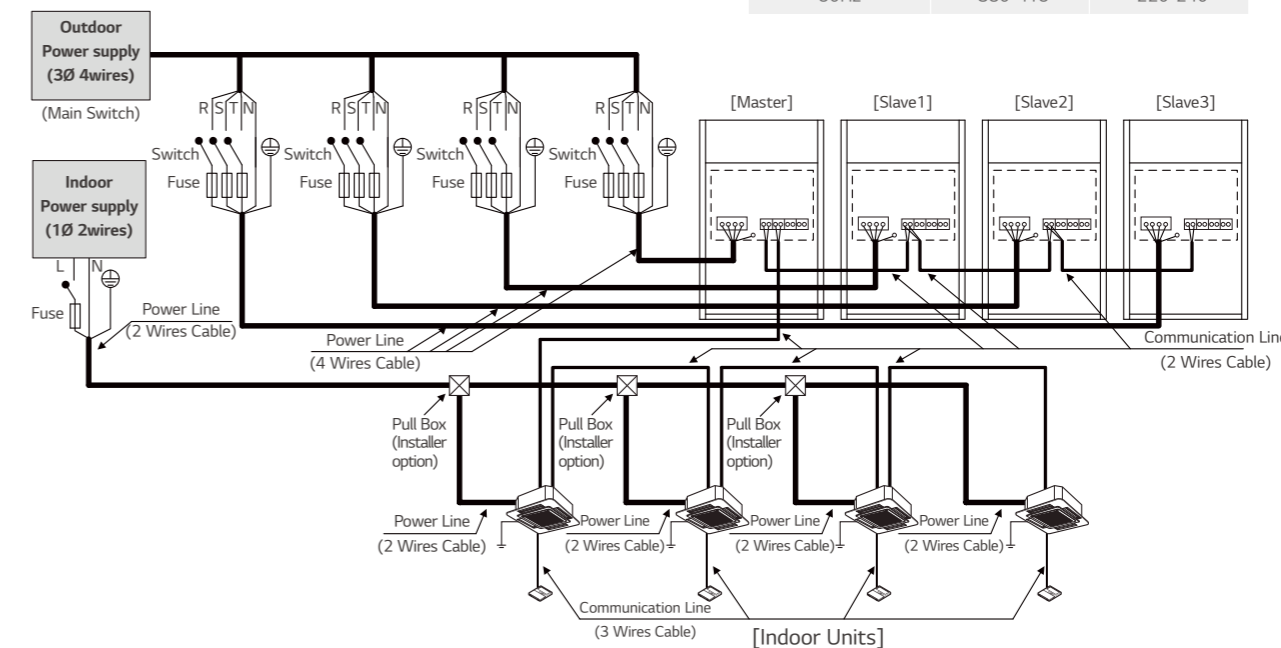 Outdoor
Power supply
(3Ø 4wires)
(Main Switch)
R S T N
R S T N
R S T N
R S T N
Switch
Switch
Switch
Switch
Fuse
Fuse
Fuse
Fuse
[Master]
[Slave1]
[Slave2]
[Slave3]
Indoor
Power supply
(1Ø 2wires)
L N
Fuse
Power Line
(2 Wires Cable)
Power Line
(4 Wires Cable)
Communication Line
(2 Wires Cable)
Pull Box
(Installer
option)
Pull Box
(Installer
option)
Pull Box
(Installer
option)
Power Line
(2 Wires Cable)
Power Line
(2 Wires Cable)
Power Line
(2 Wires Cable)
Power Line
(2 Wires Cable)
Communication Line
(3 Wires Cable)
[Indoor Units]